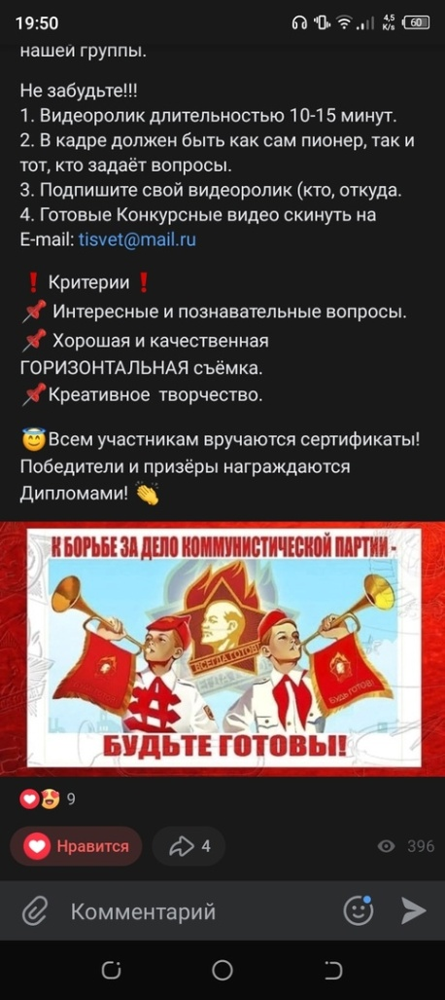 19:50
4,5
K/s
60
нашей группы.
Не забудьте!!!
1. Видеоролик длительностью 10-15 минут.
2. В кадре должен быть как сам пионер, так и
тот, кто задаёт вопросы.
3. Подпишите свой видеоролик (кто, откуда.
4. Готовые Конкурсные видео скинуть на
E-mail: tisvet@mail.ru
❗ Критерии ❗
📌 Интересные и познавательные вопросы.
📌 Хорошая и качественная
ГОРИЗОНТАЛЬНАЯ съёмка.
📌Креативное творчество.
😇Всем участникам вручаются сертификаты!
Победители и призёры награждаются
Дипломами! 👏
К БОРЬБЕ ЗА ДЕЛО КОММУНИСТИЧЕСКОЙ ПАРТИИ -
ВСЕГДА ГОТОВ!
БУДЬ ГОТОВ!
БУДЬТЕ ГОТОВЫ!
9
Нравится
4
396
Комментарий